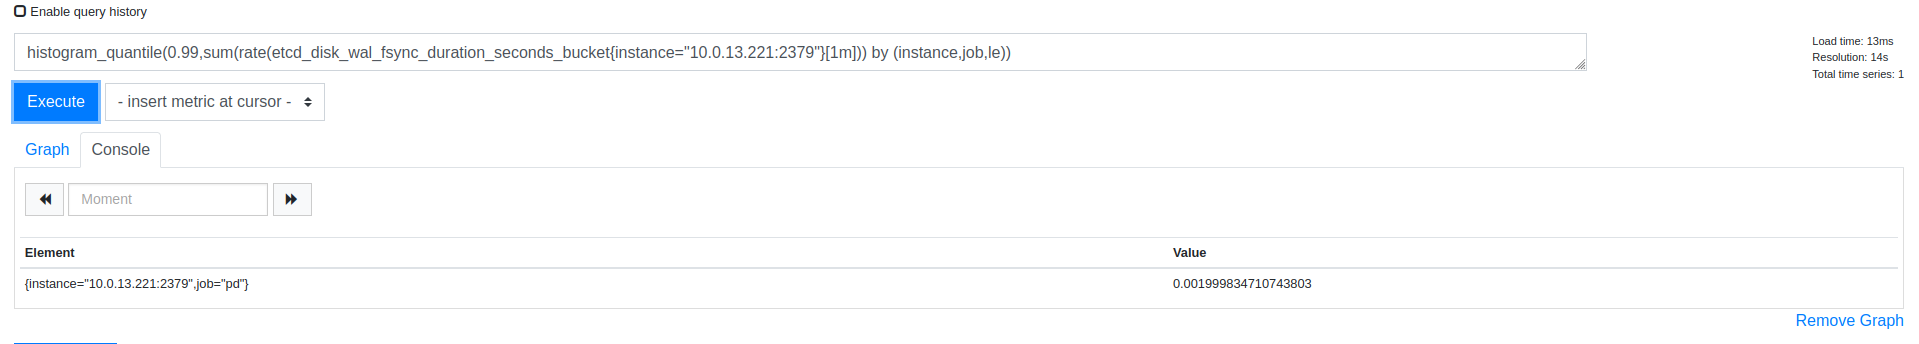 Enable query history
histogram_quantile(0.99,sum(rate(etcd_disk_wal_fsync_duration_seconds_bucket{instance="10.0.13.221:2379"}[1m])) by (instance,job,le))
Load time: 13ms
Resolution: 14s
Total time series: 1
Execute
- insert metric at cursor -
Graph
Console
Moment
Element Value
{instance="10.0.13.221:2379",job="pd"} 0.001999834710743803
Remove Graph